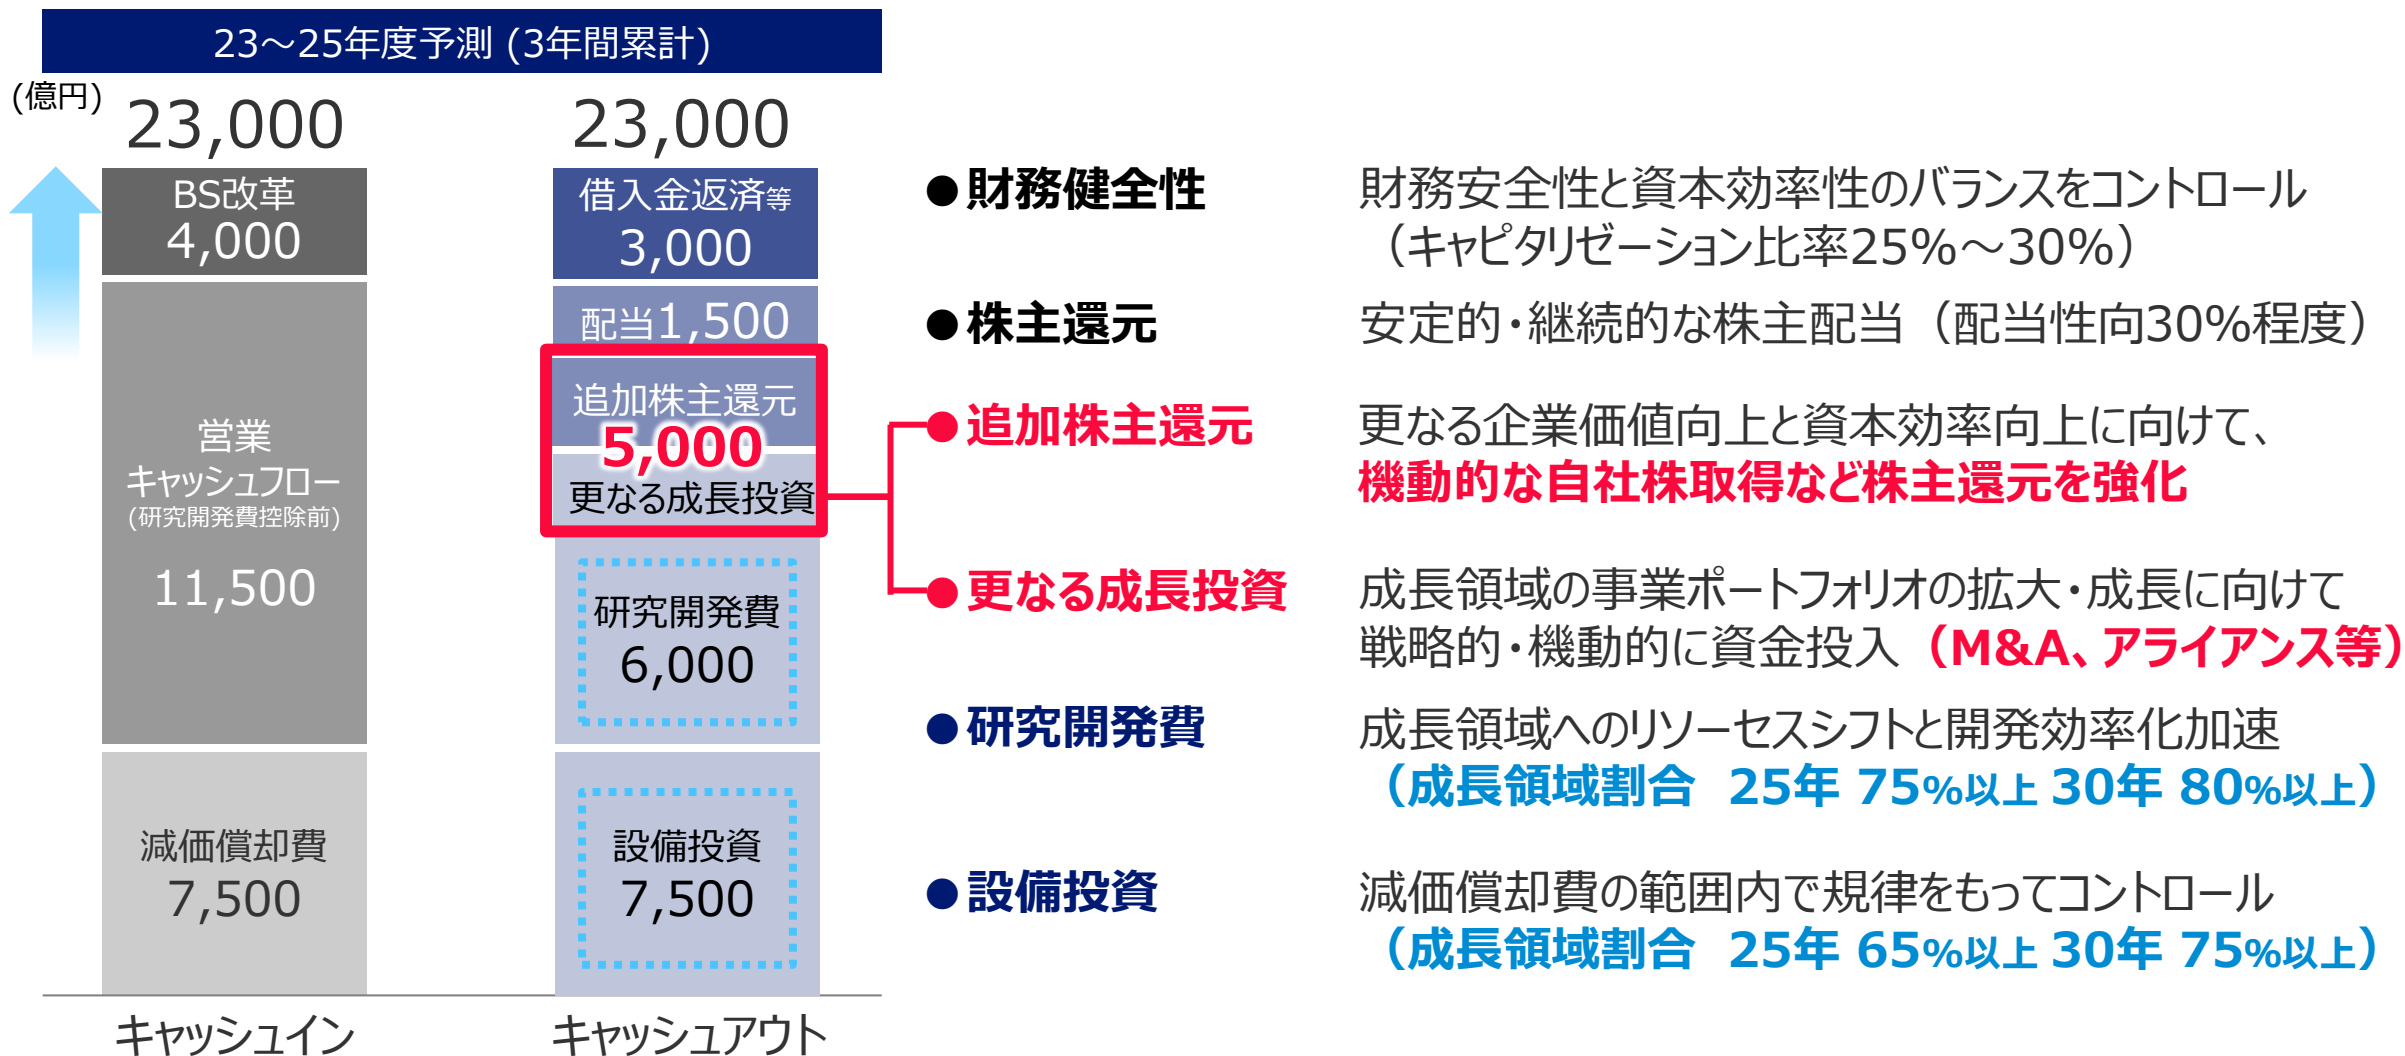 23～25年度予測 (3年間累計)
(億円)
23,000
BS改革
4,000
営業
キャッシュフロー
(研究開発費控除前)
11,500
減価償却費
7,500
キャッシュイン
23,000
借入金返済等
3,000
配当1,500
追加株主還元
5,000
更なる成長投資
研究開発費
6,000
設備投資
7,500
キャッシュアウト
●財務健全性
財務安全性と資本効率性のバランスをコントロール
（キャピタリゼーション比率25%～30%）
●株主還元
安定的・継続的な株主配当（配当性向30%程度）
●追加株主還元
更なる企業価値向上と資本効率向上に向けて、
機動的な自社株取得など株主還元を強化
●更なる成長投資
成長領域の事業ポートフォリオの拡大・成長に向けて
戦略的・機動的に資金投入（M&A、アライアンス等）
●研究開発費
成長領域へのリソーセスシフトと開発効率化加速
（成長領域割合 25年 75%以上 30年 80%以上）
●設備投資
減価償却費の範囲内で規律をもってコントロール
（成長領域割合 25年 65%以上 30年 75%以上）